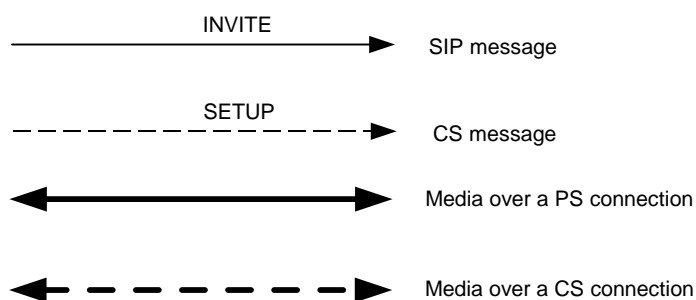 INVITE
SIP message
SETUP
CS message
Media over a PS connection
Media over a CS connection